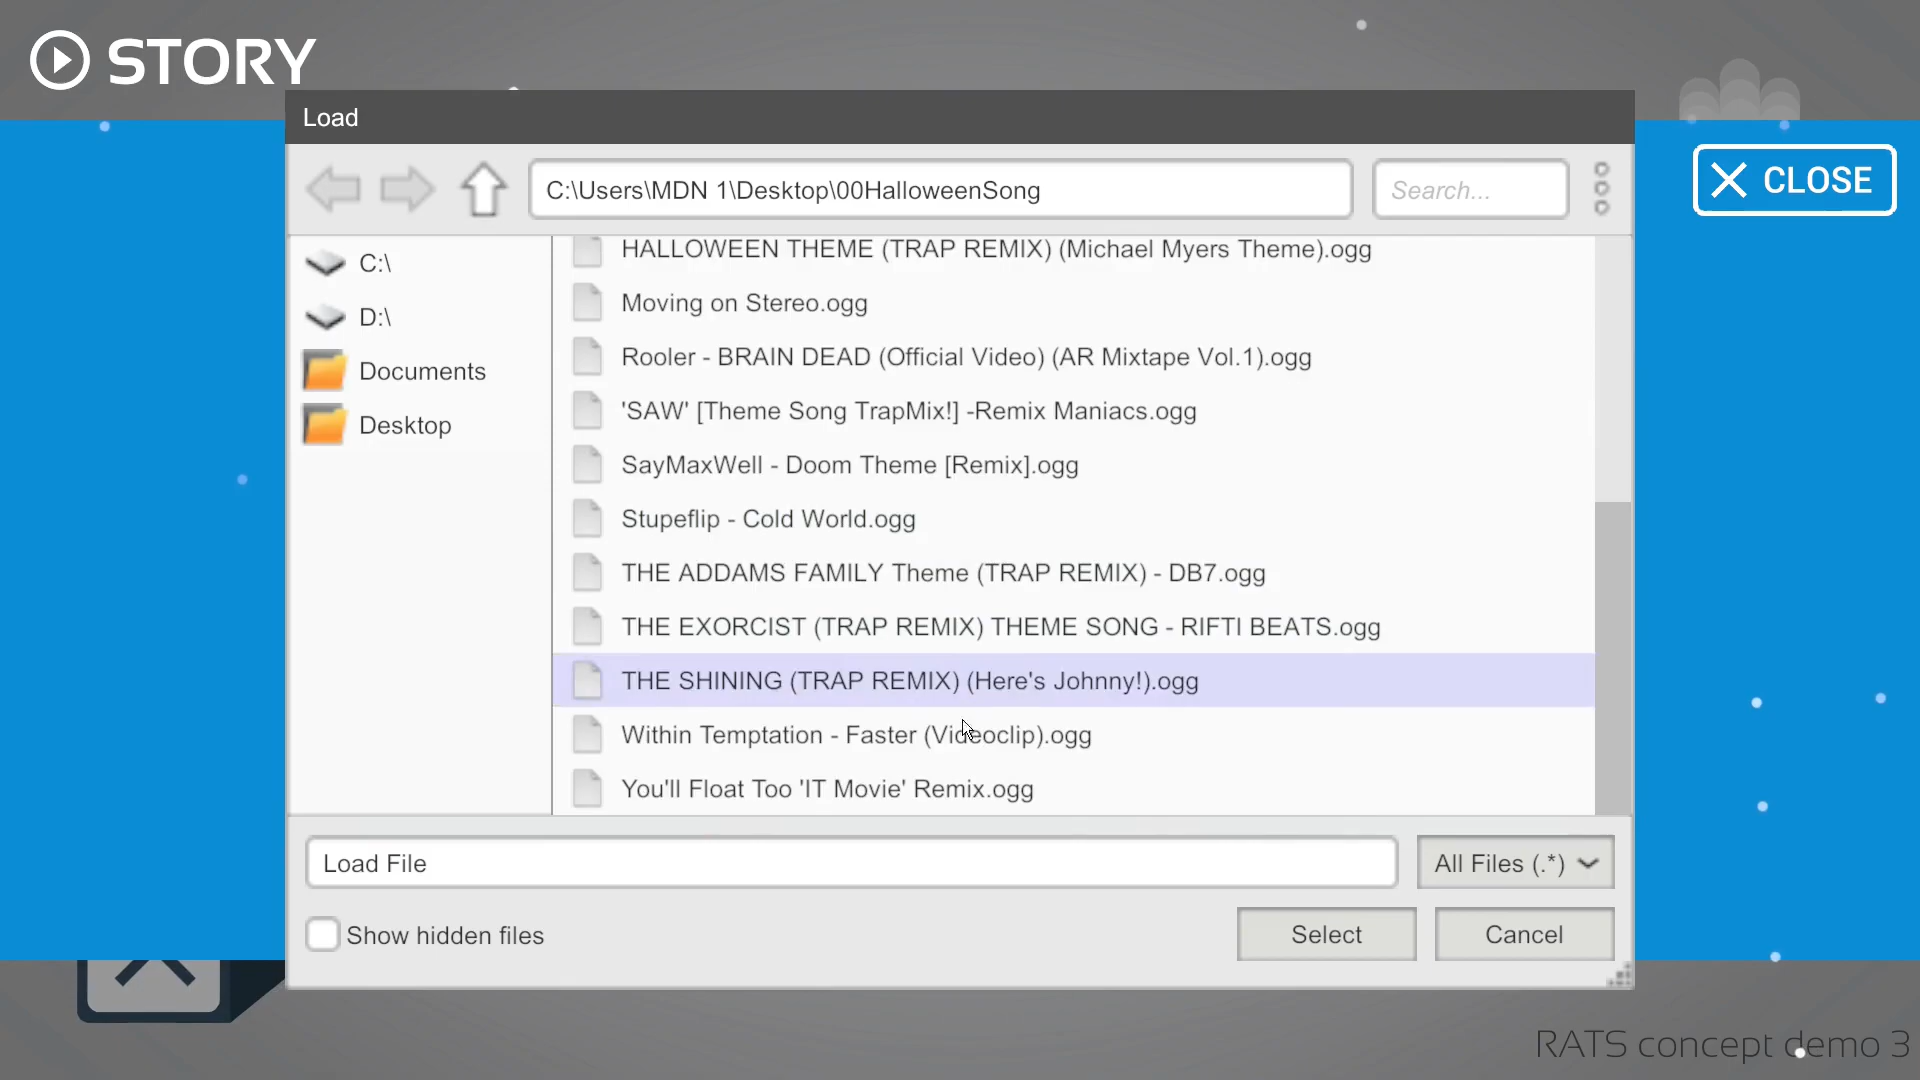 STORY
Load
C:\Users\MDN 1\Desktop\00HalloweenSong
Search...
CLOSE
C:\
D:\
Documents
Desktop
HALLOWEEN THEME (TRAP REMIX) (Michael Myers Theme).ogg
Moving on Stereo.ogg
Rooler - BRAIN DEAD (Official Video) (AR Mixtape Vol.1).ogg
'SAW' [Theme Song TrapMix!] -Remix Maniacs.ogg
SayMaxWell - Doom Theme [Remix].ogg
Stupeflip - Cold World.ogg
THE ADDAMS FAMILY Theme (TRAP REMIX) - DB7.ogg
THE EXORCIST (TRAP REMIX) THEME SONG - RIFTI BEATS.ogg
THE SHINING (TRAP REMIX) (Here's Johnny!).ogg
Within Temptation - Faster (Videoclip).ogg
You'll Float Too 'IT Movie' Remix.ogg
Load File
All Files (.*)
Show hidden files
Select
Cancel
RATS concept demo 3